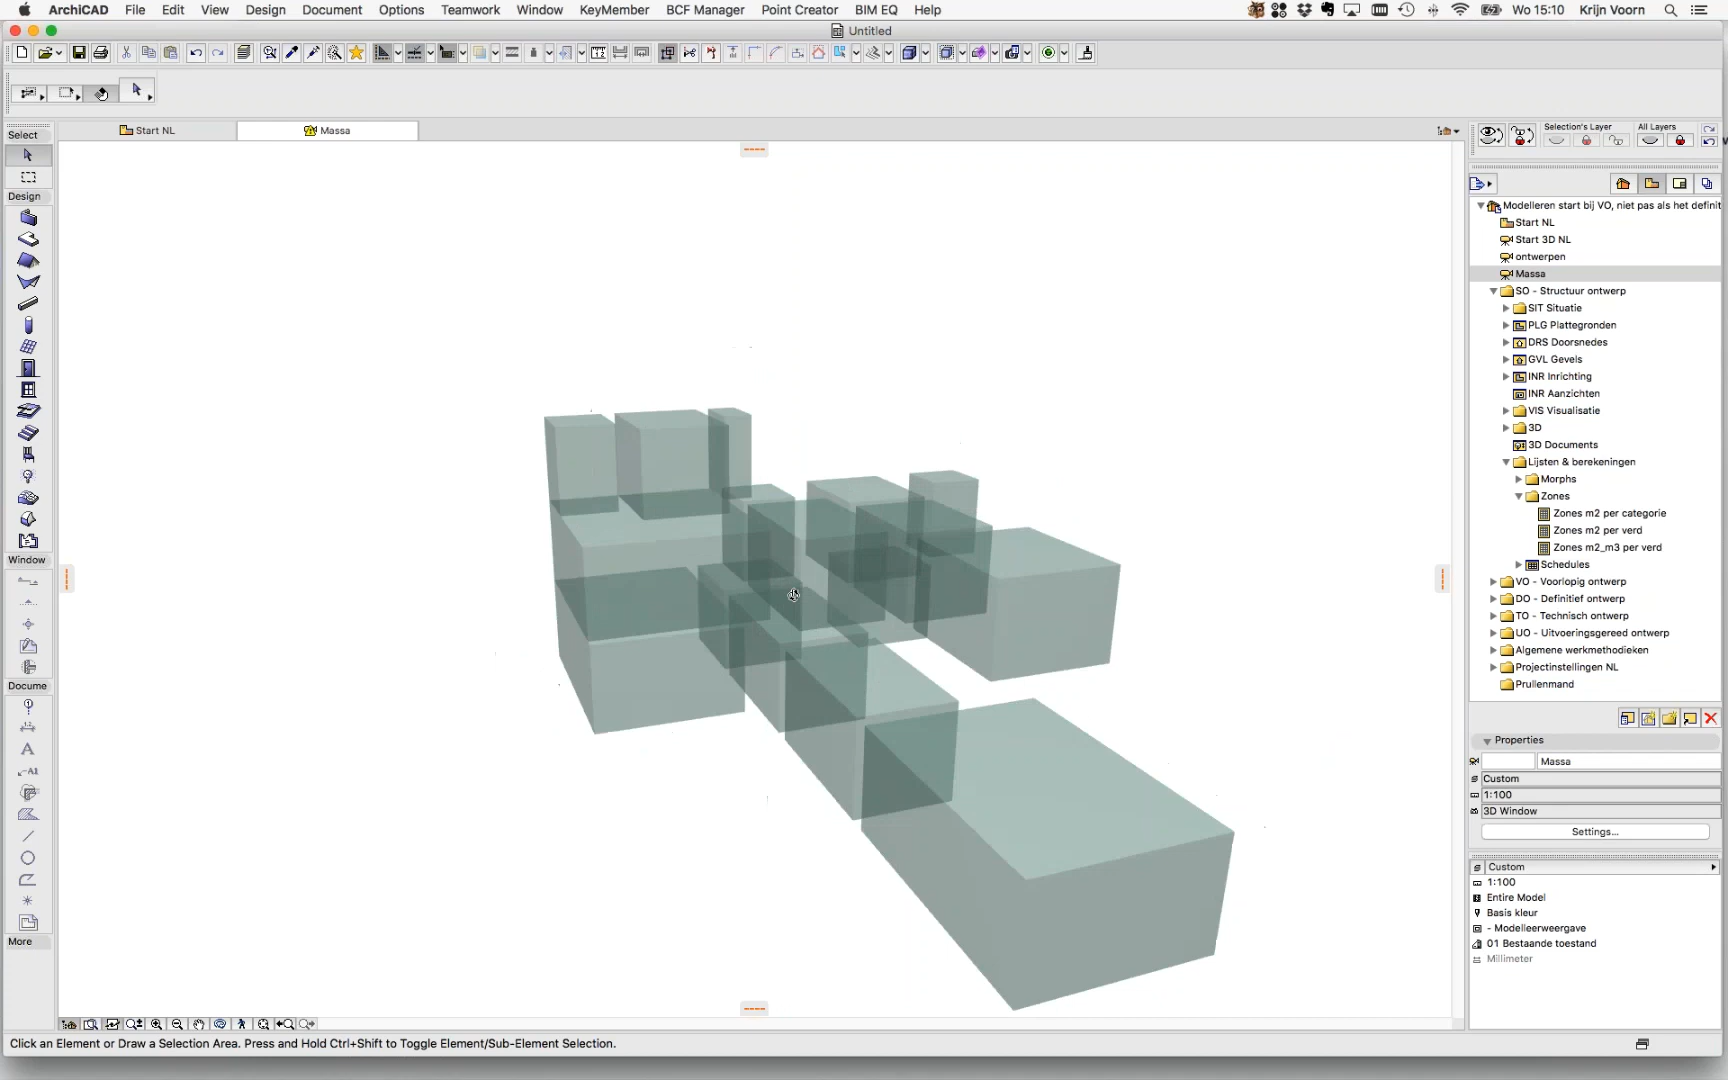 ArchiCAD File Edit View Design Document Options Teamwork Window KeyMember BCF Manager Point Creator BIM EQ Help Wo 15:10 Krijn Voorn
Untitled
Start NL
Massa
Selection's Layer
All Layers
Select
Design
Window
Docume
A
A1
More
Modelleren start bij VO, niet pas als het definit
Start NL
Start 3D NL
ontwerpen
Massa
SO - Structuur ontwerp
SIT Situatie
PLG Plattegronden
DRS Doorsnedes
GVL Gevels
INR Inrichting
INR Aanzichten
VIS Visualisatie
3D
3D Documents
Lijsten & berekeningen
Morphs
Zones
Zones m2 per categorie
Zones m2 per verd
Zones m2_m3 per verd
Schedules
VO - Voorlopig ontwerp
DO - Definitief ontwerp
TO - Technisch ontwerp
UO - Uitvoeringsgereed ontwerp
Algemene werkmethodieken
Projectinstellingen NL
Prullenmand
Properties
Massa
Custom
1:100
3D Window
Settings...
Custom
1:100
Entire Model
Basis kleur
- Modelleerweergave
01 Bestaande toestand
Millimeter
Click an Element or Draw a Selection Area. Press and Hold Ctrl+Shift to Toggle Element/Sub-Element Selection.